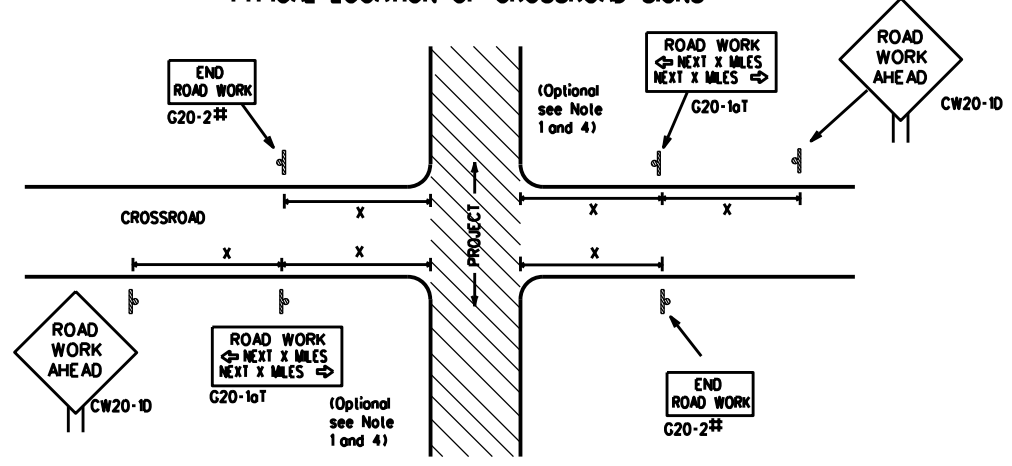 TYPICAL LOCATION OF CROSSROAD SIGNS
END
ROAD WORK
G20-2#
(Optional
see Note
1 and 4)
ROAD WORK
⇦ NEXT X MILES
NEXT X MILES ⇨
G20-1aT
ROAD
WORK
AHEAD
CW20-1D
CROSSROAD
X
X
X
PROJECT
X
X
X
ROAD
WORK
AHEAD
CW20-1D
ROAD WORK
⇦ NEXT X MILES
NEXT X MILES ⇨
G20-1aT
(Optional
see Note
1 and 4)
END
ROAD WORK
G20-2#